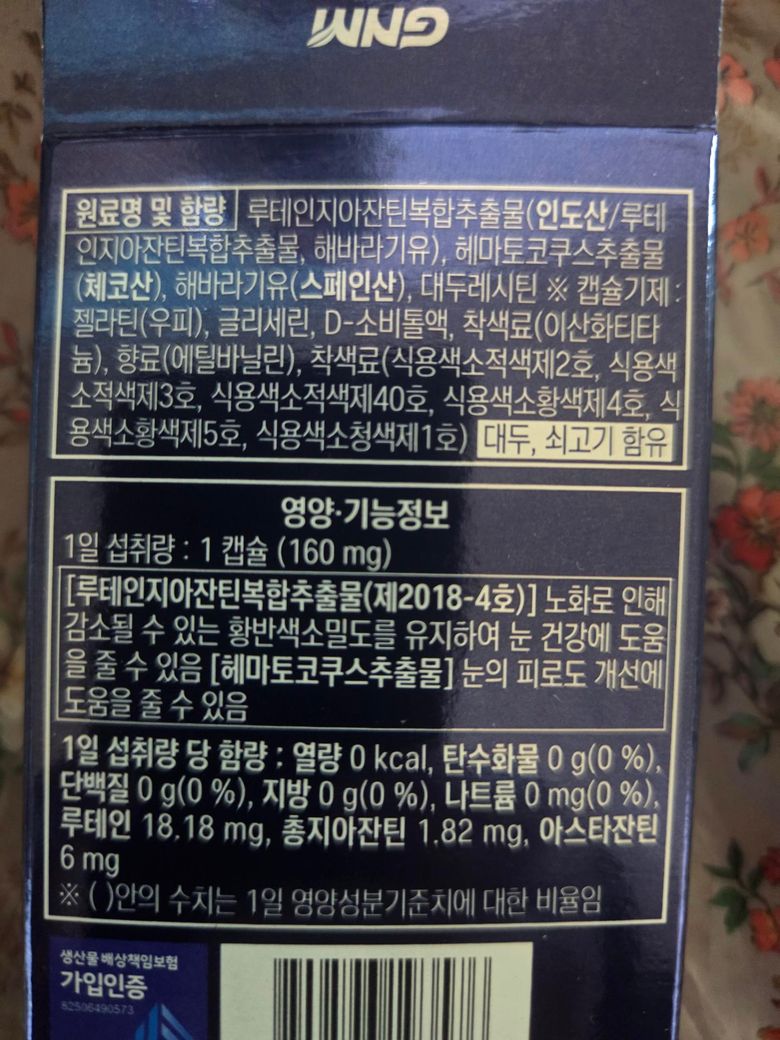 GNM
원료명 및 함량 루테인지아잔틴복합추출물(인도산/루테
인지아잔틴복합추출물, 해바라기유), 헤마토코쿠스추출물
(체코산), 해바라기유(스페인산), 대두레시틴 ※ 캡슐기제 :
젤라틴(우피), 글리세린, D-소비톨액, 착색료(이산화티타
늄), 향료(에틸바닐린), 착색료(식용색소적색제2호, 식용색
소적색제3호, 식용색소적색제40호, 식용색소황색제4호, 식
용색소황색제5호, 식용색소청색제1호) 대두, 쇠고기 함유
영양·기능정보
1일 섭취량 : 1 캡슐 (160 mg)
[루테인지아잔틴복합추출물(제2018-4호)] 노화로 인해
감소될 수 있는 황반색소밀도를 유지하여 눈 건강에 도움
을 줄 수 있음 [헤마토코쿠스추출물] 눈의 피로도 개선에
도움을 줄 수 있음
1일 섭취량 당 함량 : 열량 0 kcal, 탄수화물 0 g(0 %),
단백질 0 g(0 %), 지방 0 g(0 %), 나트륨 0 mg(0 %),
루테인 18.18 mg, 총지아잔틴 1.82 mg, 아스타잔틴
6 mg
※ ( )안의 수치는 1일 영양성분기준치에 대한 비율임
생산물 배상책임보험
가입인증
82506490573